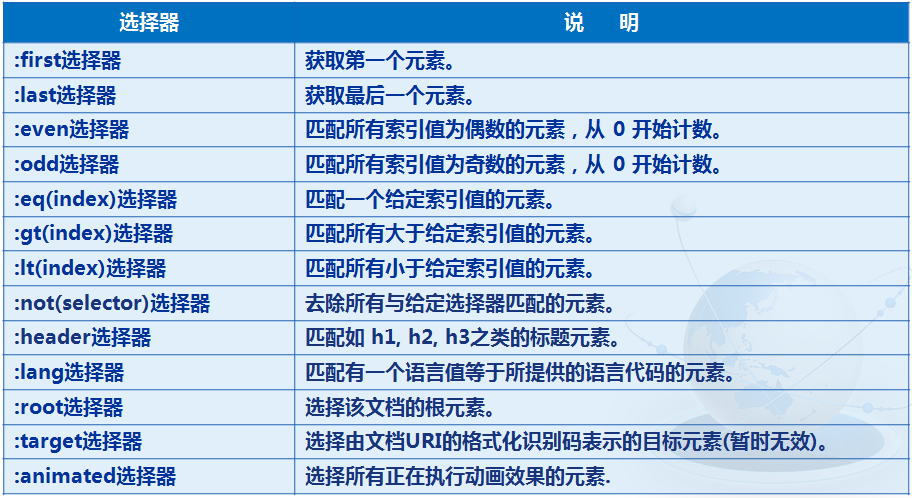 选择器 说 明
:first选择器 获取第一个元素。
:last选择器 获取最后一个元素。
:even选择器 匹配所有索引值为偶数的元素，从 0 开始计数。
:odd选择器 匹配所有索引值为奇数的元素，从 0 开始计数。
:eq(index)选择器 匹配一个给定索引值的元素。
:gt(index)选择器 匹配所有大于给定索引值的元素。
:lt(index)选择器 匹配所有小于给定索引值的元素。
:not(selector)选择器 去除所有与给定选择器匹配的元素。
:header选择器 匹配如 h1, h2, h3之类的标题元素。
:lang选择器 匹配有一个语言值等于所提供的语言代码的元素。
:root选择器 选择该文档的根元素。
:target选择器 选择由文档URI的格式化识别码表示的目标元素(暂时无效)。
:animated选择器 选择所有正在执行动画效果的元素.